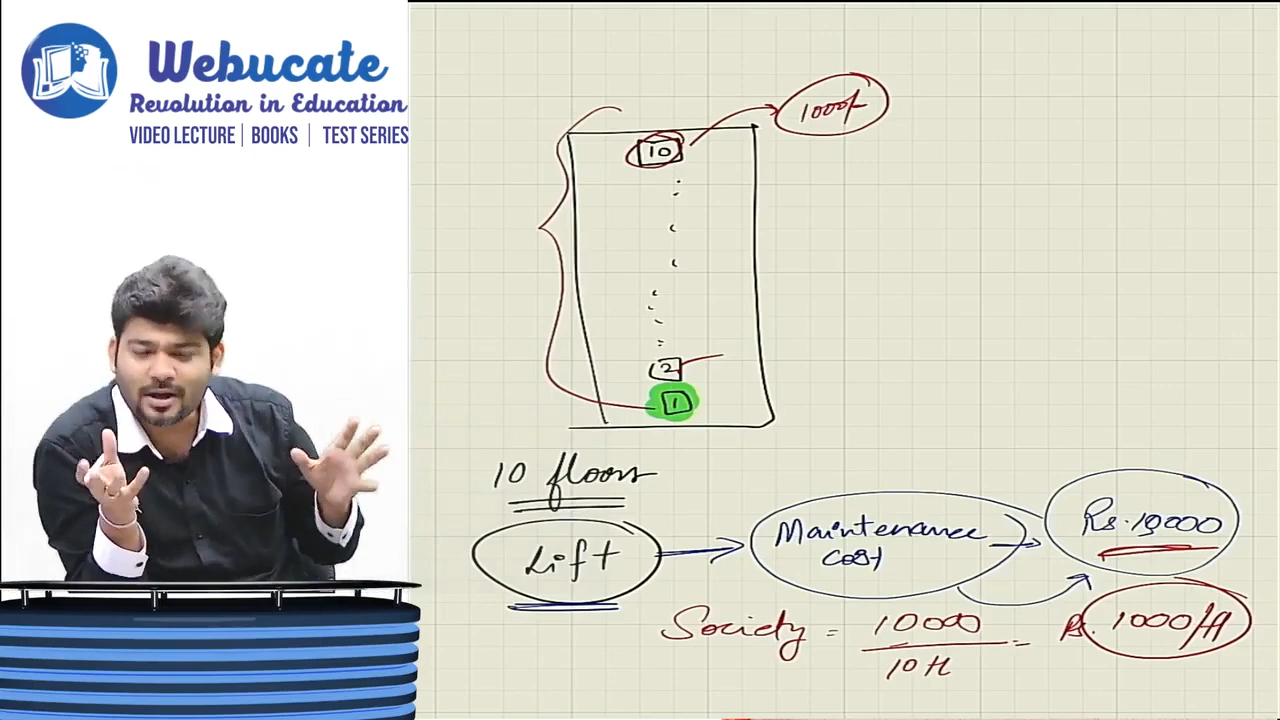 Webucate
Revolution in Education
VIDEO LECTURE | BOOKS | TEST SERIES
1000/-
10
2
1
10 floors
Lift
Maintenance
cost
Rs. 10000
Society = 10000
10 H
= Rs. 1000/H